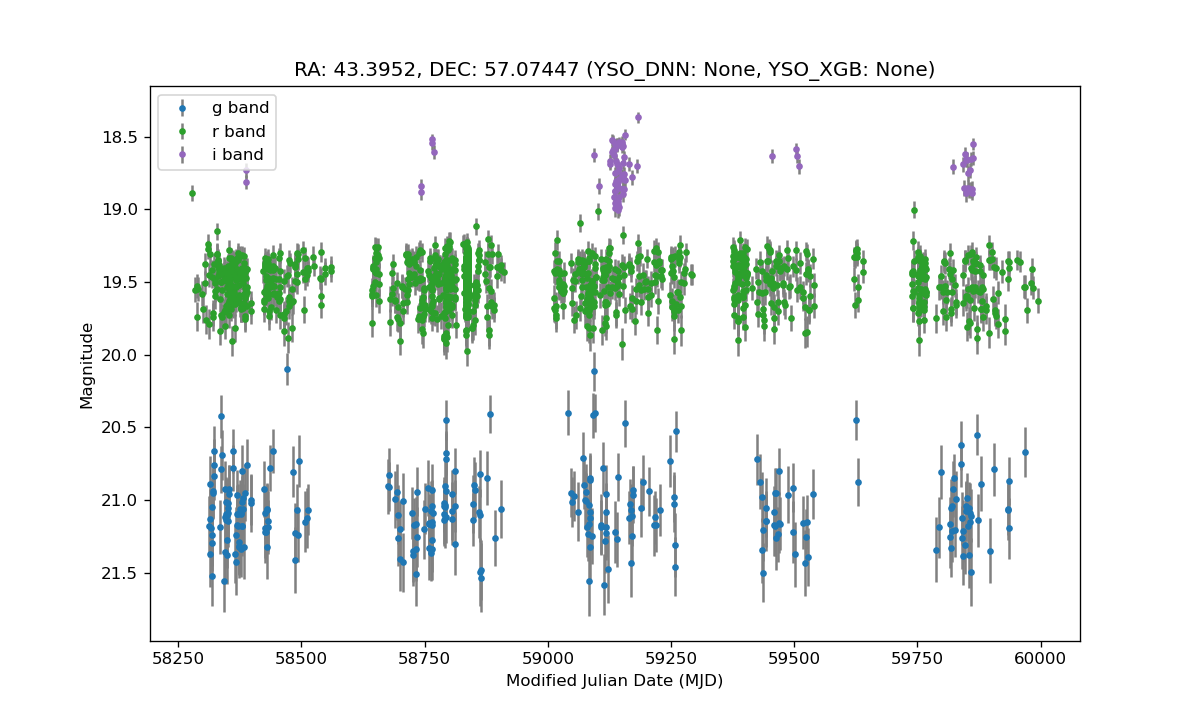 RA: 43.3952, DEC: 57.07447 (YSO_DNN: None, YSO_XGB: None)
g band
r band
i band
18.5
19.0
19.5
20.0
20.5
21.0
21.5
Magnitude
58250 58500 58750 59000 59250 59500 59750 60000
Modified Julian Date (MJD)